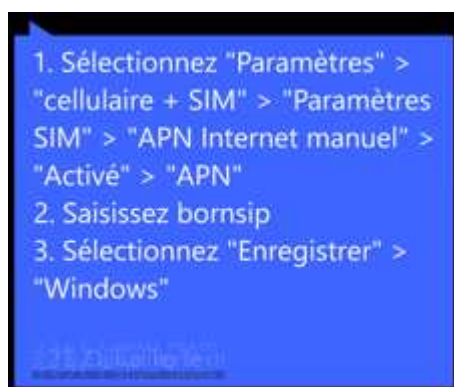 1. Sélectionnez "Paramètres" >
"cellulaire + SIM" > "Paramètres
SIM" > "APN Internet manuel" >
"Activé" > "APN"
2. Saisissez bornsip
3. Sélectionnez "Enregistrer" >
"Windows"